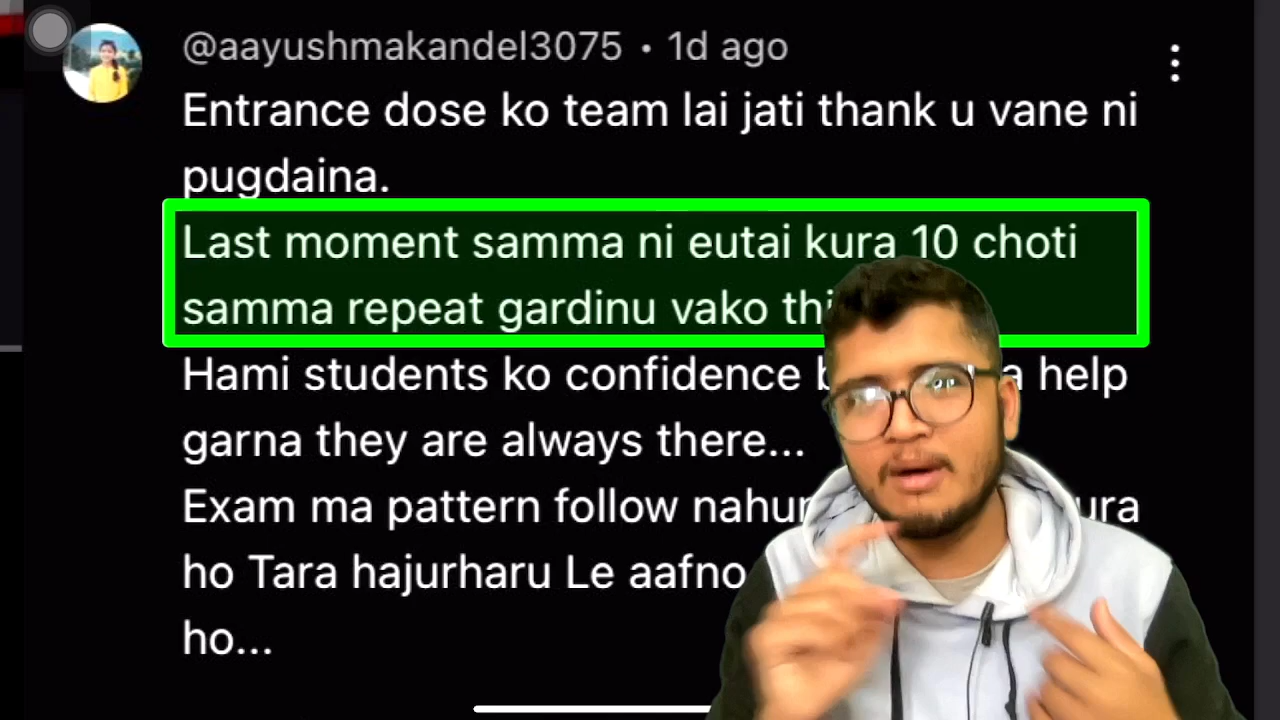 @aayushmakandel3075 • 1d ago
Entrance dose ko team lai jati thank u vane ni
pugdaina.
Last moment samma ni eutai kura 10 choti
samma repeat gardinu vako
Hami students ko confidence help
garna they are always there...
Exam ma pattern follow
ho Tara hajurharu Le aafno
ho...